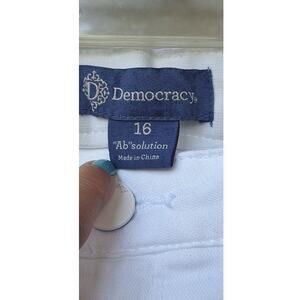 D
Democracy®
16
"Ab"solution
Made in China